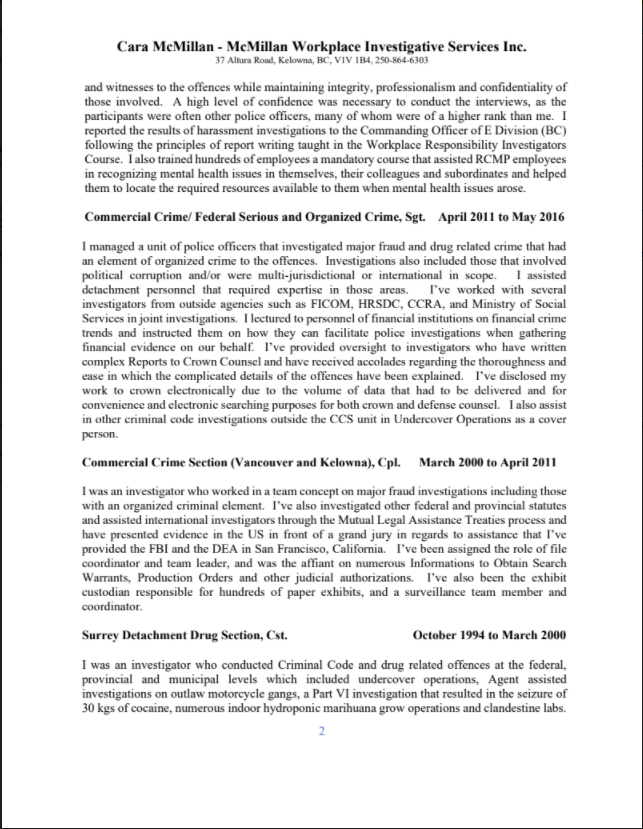 Cara McMillan - McMillan Workplace Investigative Services Inc.
37 Altura Road, Kelowna, BC, V1V 1B4, 250-864-6303
and witnesses to the offences while maintaining integrity, professionalism and confidentiality of
those involved. A high level of confidence was necessary to conduct the interviews, as the
participants were often other police officers, many of whom were of a higher rank than me. I
reported the results of harassment investigations to the Commanding Officer of E Division (BC)
following the principles of report writing taught in the Workplace Responsibility Investigators
Course. I also trained hundreds of employees a mandatory course that assisted RCMP employees
in recognizing mental health issues in themselves, their colleagues and subordinates and helped
them to locate the required resources available to them when mental health issues arose.
Commercial Crime/ Federal Serious and Organized Crime, Sgt. April 2011 to May 2016
I managed a unit of police officers that investigated major fraud and drug related crime that had
an element of organized crime to the offences. Investigations also included those that involved
political corruption and/or were multi-jurisdictional or international in scope. I assisted
detachment personnel that required expertise in those areas. I've worked with several
investigators from outside agencies such as FICOM, HRSDC, CCRA, and Ministry of Social
Services in joint investigations. I lectured to personnel of financial institutions on financial crime
trends and instructed them on how they can facilitate police investigations when gathering
financial evidence on our behalf. I've provided oversight to investigators who have written
complex Reports to Crown Counsel and have received accolades regarding the thoroughness and
ease in which the complicated details of the offences have been explained. I've disclosed my
work to crown electronically due to the volume of data that had to be delivered and for
convenience and electronic searching purposes for both crown and defense counsel. I also assist
in other criminal code investigations outside the CCS unit in Undercover Operations as a cover
person.
Commercial Crime Section (Vancouver and Kelowna), Cpl. March 2000 to April 2011
I was an investigator who worked in a team concept on major fraud investigations including those
with an organized criminal element. I've also investigated other federal and provincial statutes
and assisted international investigators through the Mutual Legal Assistance Treaties process and
have presented evidence in the US in front of a grand jury in regards to assistance that I've
provided the FBI and the DEA in San Francisco, California. I've been assigned the role of file
coordinator and team leader, and was the affiant on numerous Informations to Obtain Search
Warrants, Production Orders and other judicial authorizations. I've also been the exhibit
custodian responsible for hundreds of paper exhibits, and a surveillance team member and
coordinator.
Surrey Detachment Drug Section, Cst. October 1994 to March 2000
I was an investigator who conducted Criminal Code and drug related offences at the federal,
provincial and municipal levels which included undercover operations, Agent assisted
investigations on outlaw motorcycle gangs, a Part VI investigation that resulted in the seizure of
30 kgs of cocaine, numerous indoor hydroponic marihuana grow operations and clandestine labs.
2